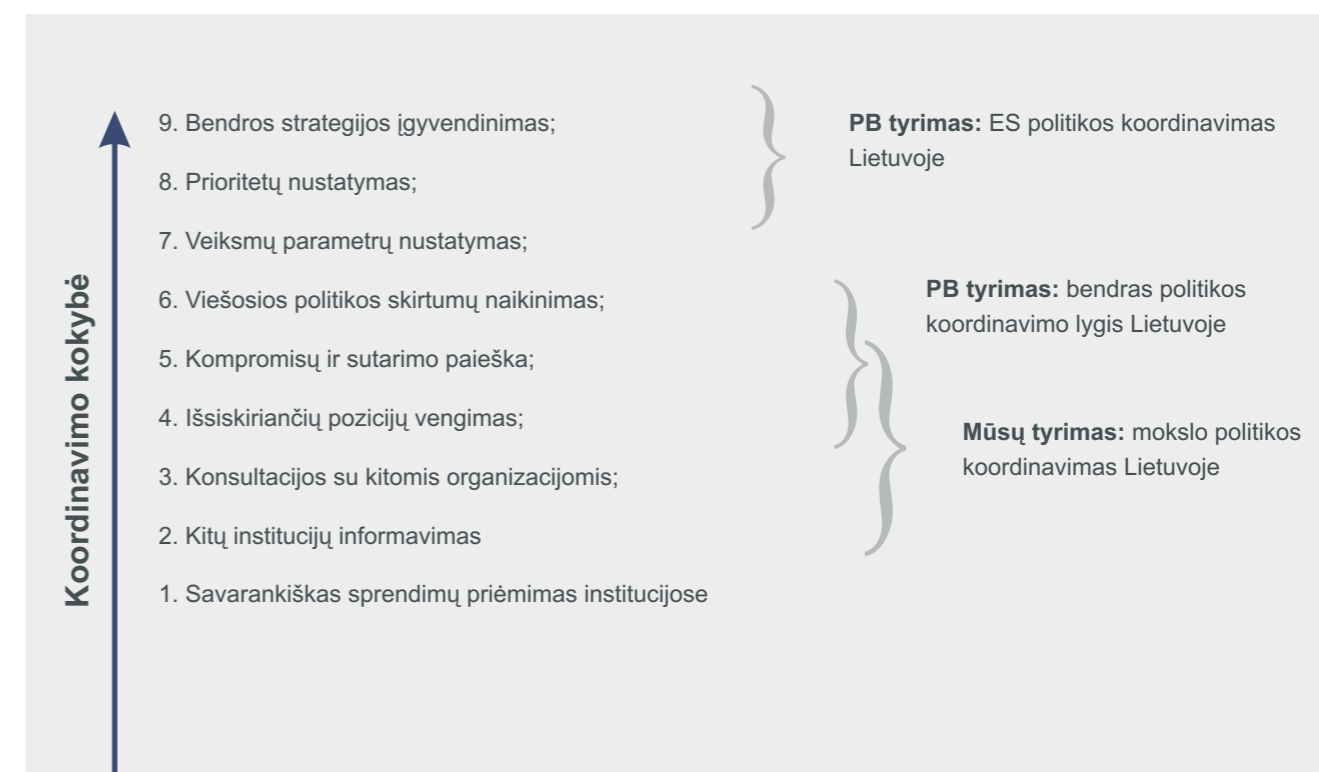 Koordinavimo kokybė
9. Bendros strategijos įgyvendinimas;
8. Prioritetų nustatymas;
7. Veiksmų parametrų nustatymas;
6. Viešosios politikos skirtumų naikinimas;
5. Kompromisų ir sutarimo paieška;
4. Išsiskiriančių pozicijų vengimas;
3. Konsultacijos su kitomis organizacijomis;
2. Kitų institucijų informavimas
1. Savarankiškas sprendimų priėmimas institucijose
PB tyrimas: ES politikos koordinavimas
Lietuvoje
PB tyrimas: bendras politikos
koordinavimo lygis Lietuvoje
Mūsų tyrimas: mokslo politikos
koordinavimas Lietuvoje